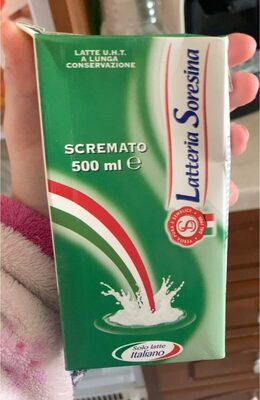 LATTE U.H.T.
A LUNGA
CONSERVAZIONE
SCREMATO
500 ml e
Latteria Soresina
Solo latte
Italiano